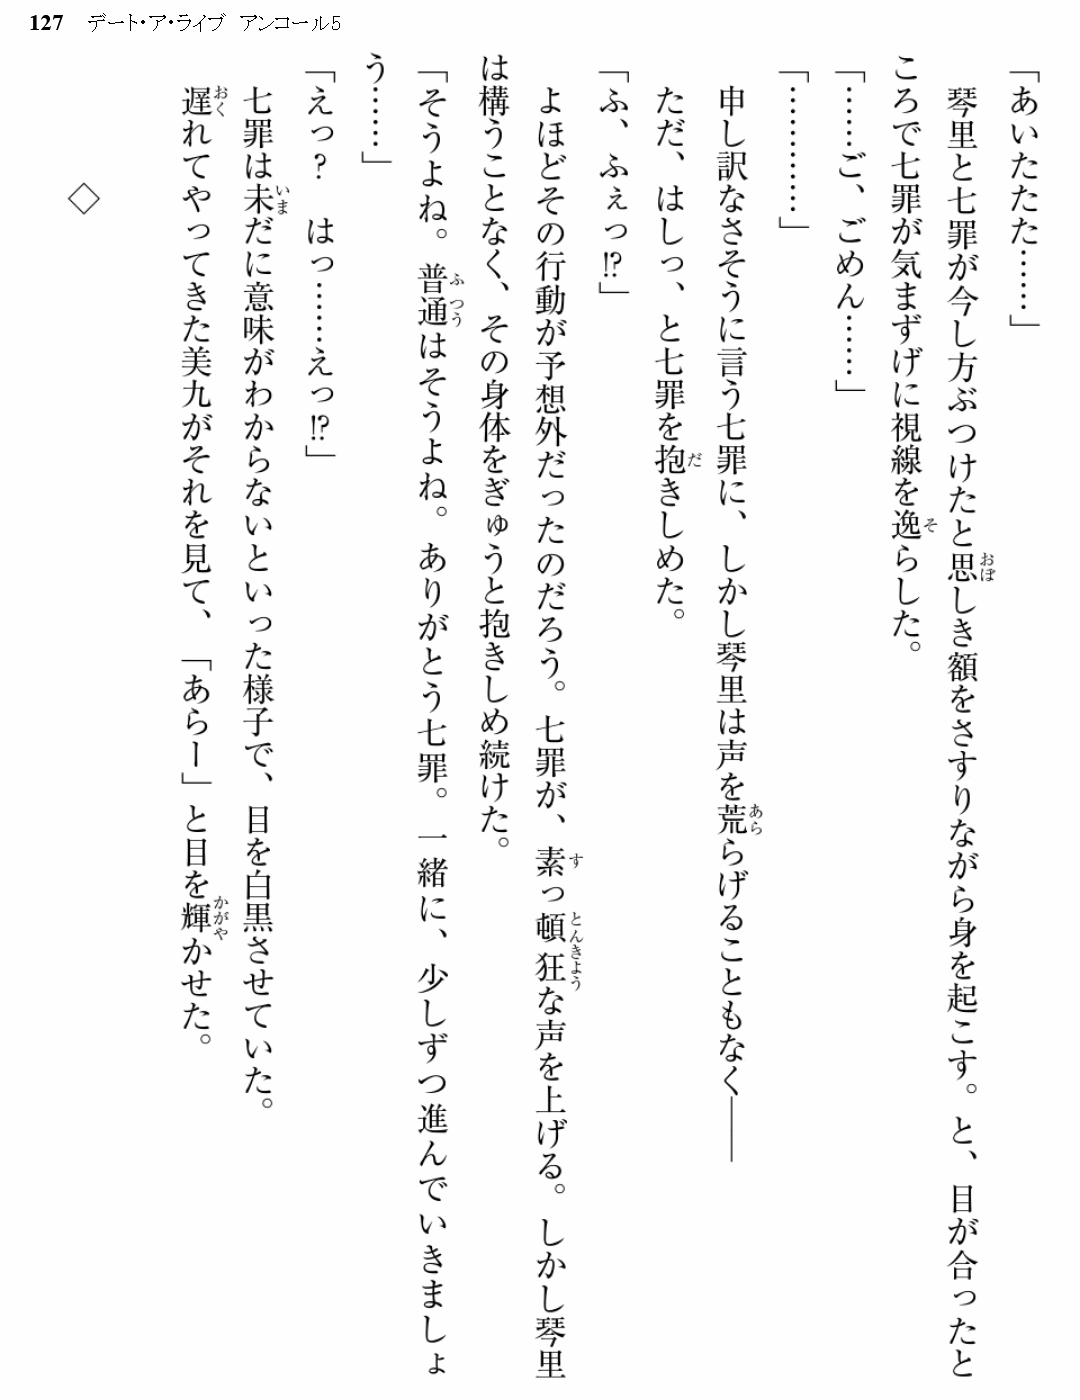 127 デート・ア・ライブ アンコール5
「あいたたた……」
　琴里と七罪が今し方ぶつけたと思しき額をさすりながら身を起こす。と、目が合ったと
ころで七罪が気まずげに視線を逸らした。
「……ご、ごめん……」
「…………」
　申し訳なさそうに言う七罪に、しかし琴里は声を荒らげることもなく――
　ただ、はしっ、と七罪を抱きしめた。
「ふ、ふぇっ!?」
　よほどその行動が予想外だったのだろう。七罪が、素っ頓狂な声を上げる。しかし琴里
は構うことなく、その身体をぎゅうと抱きしめ続けた。
「そうよね。普通はそうよね。ありがとう七罪。一緒に、少しずつ進んでいきましょ
う……」
「えっ？　はっ……えっ!?」
　七罪は未だに意味がわからないといった様子で、目を白黒させていた。
　遅れてやってきた美九がそれを見て、「あらー」と目を輝かせた。
◇